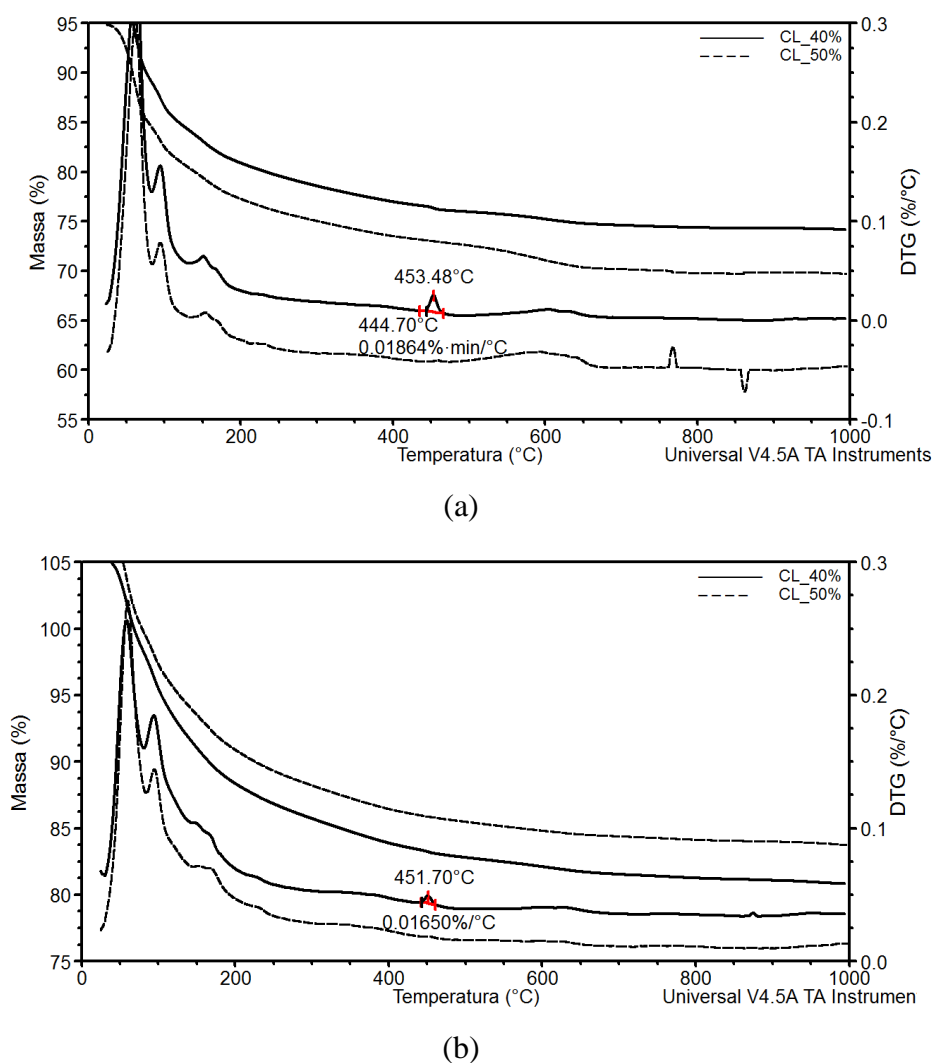 95
90
85
80
75
70
65
60
55
Massa (%)
0.3
0.2
0.1
0.0
-0.1
DTG (%/°C)
CL_40%
CL_50%
453.48°C
444.70°C
0.01864%·min/°C
0
200
400
600
800
1000
Temperatura (°C)
Universal V4.5A TA Instruments
(a)
105
100
95
90
85
80
75
Massa (%)
0.3
0.2
0.1
0.0
DTG (%/°C)
CL_40%
CL_50%
451.70°C
0.01650%/°C
0
200
400
600
800
1000
Temperatura (°C)
Universal V4.5A TA Instrumen
(b)